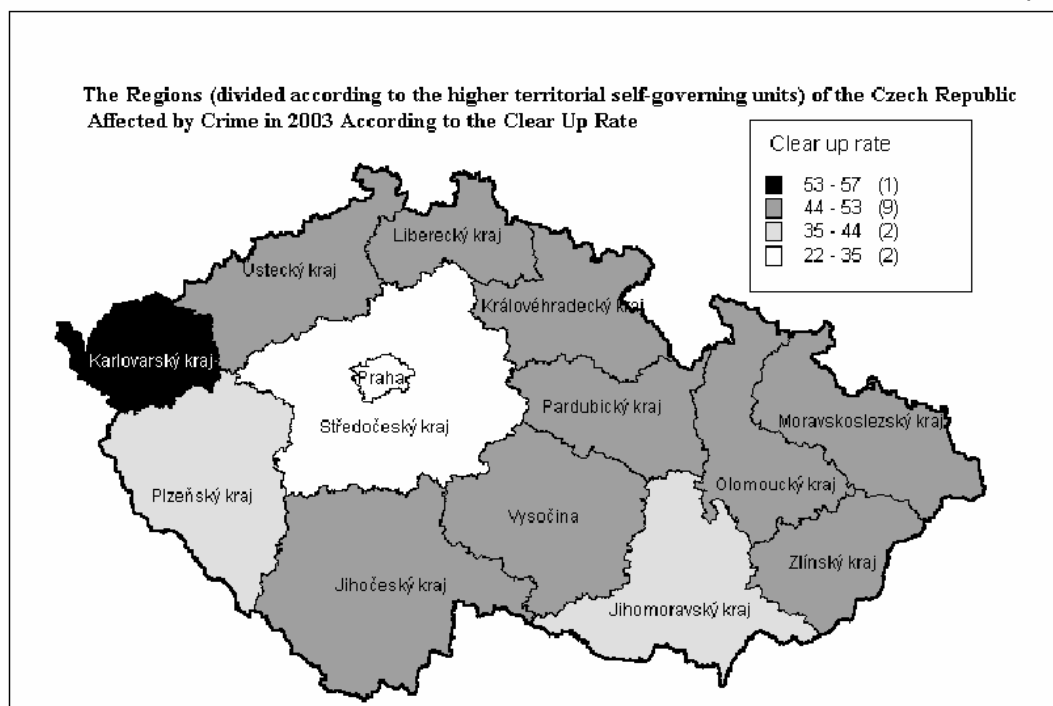 The Regions (divided according to the higher territorial self-governing units) of the Czech Republic
Affected by Crime in 2003 According to the Clear Up Rate
Clear up rate
53 - 57 (1)
44 - 53 (9)
35 - 44 (2)
22 - 35 (2)
Liberecký kraj
Ústecký kraj
Královéhradecký kraj
Karlovarský kraj
Praha
Pardubický kraj
Středočeský kraj
Moravskoslezský kraj
Plzeňský kraj
Olomoucký kraj
Vysočina
Zlínský kraj
Jihočeský kraj
Jihomoravský kraj